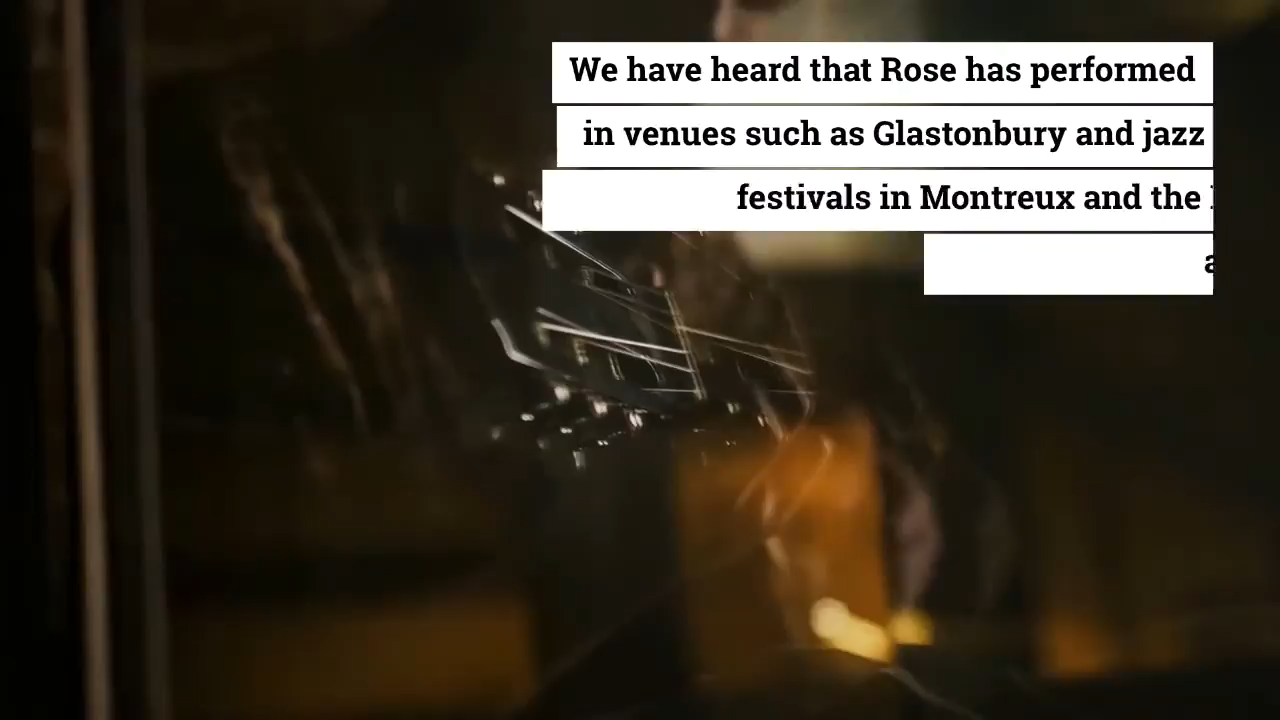 We have heard that Rose has performed
in venues such as Glastonbury and jazz
festivals in Montreux and the